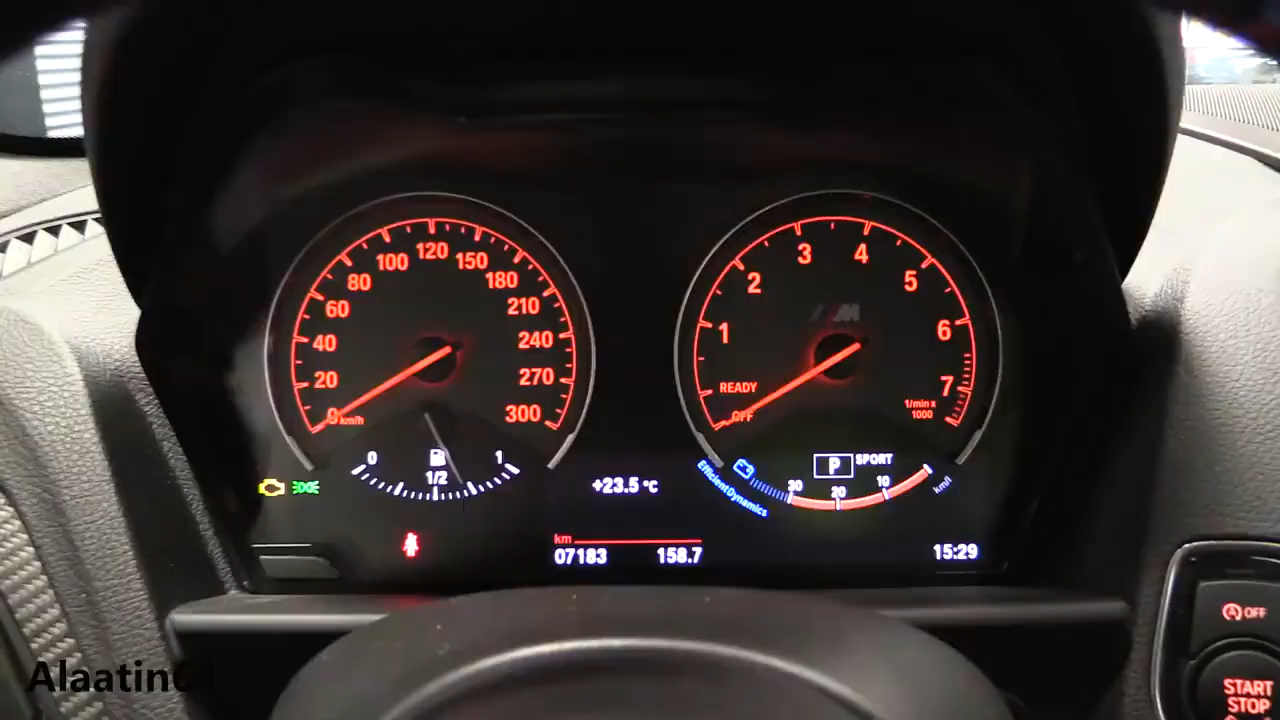 0
20
40
60
80
100
120
150
180
210
240
270
300
km/h
0
1/2
1
+23.5 °C
km
07183 158.7
1
2
3
4
5
6
7
M
READY
OFF
1/min x
1000
P SPORT
EfficientDynamics
30
20
10
km/l
15:29
OFF
START
STOP